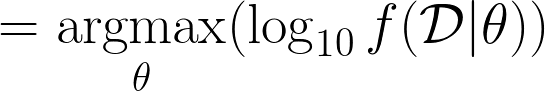 = argmax(log₁₀ f(𝒟|θ))
θ